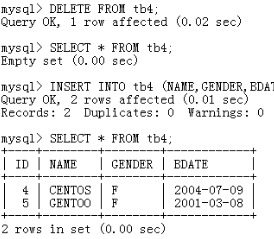 mysql> DELETE FROM tb4;
Query OK, 1 row affected (0.02 sec)
mysql> SELECT * FROM tb4;
Empty set (0.00 sec)
mysql> INSERT INTO tb4 (NAME,GENDER,BDAT
Query OK, 2 rows affected (0.01 sec)
Records: 2  Duplicates: 0  Warnings: 0
mysql> SELECT * FROM tb4;
+----+--------+--------+------------+
| ID | NAME   | GENDER | BDATE      |
+----+--------+--------+------------+
|  4 | CENTOS | F      | 2004-07-09 |
|  5 | GENTOO | F      | 2001-03-08 |
+----+--------+--------+------------+
2 rows in set (0.00 sec)